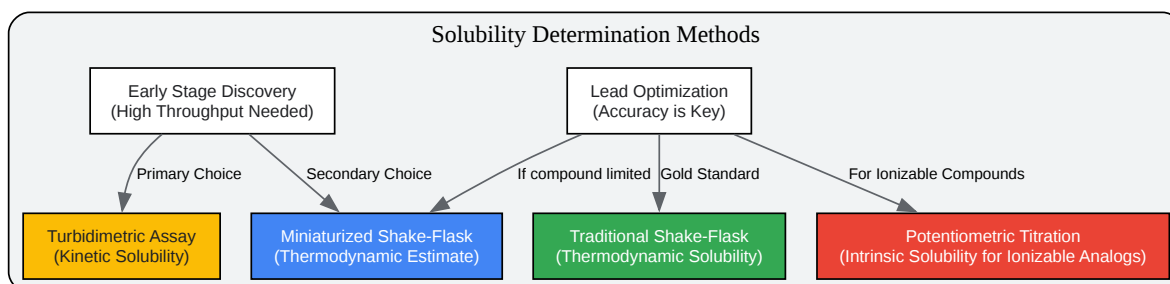 Solubility Determination Methods
Early Stage Discovery
(High Throughput Needed)
Lead Optimization
(Accuracy is Key)
Primary Choice
Secondary Choice
If compound limited
Gold Standard
For Ionizable Compounds
Turbidimetric Assay
(Kinetic Solubility)
Miniaturized Shake-Flask
(Thermodynamic Estimate)
Traditional Shake-Flask
(Thermodynamic Solubility)
Potentiometric Titration
(Intrinsic Solubility for Ionizable Analogs)